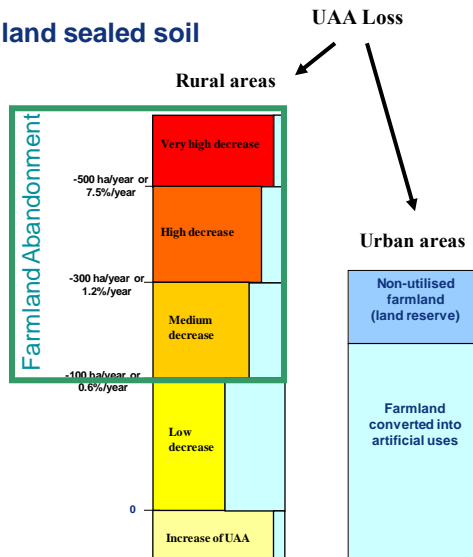 land sealed soil
UAA Loss
Rural areas
Farmland Abandonment
Very high decrease
-500 ha/year or
7.5%/year
High decrease
-300 ha/year or
1.2%/year
Medium
decrease
-100 ha/year or
0.6%/year
Low
decrease
0
Increase of UAA
Urban areas
Non-utilised
farmland
(land reserve)
Farmland
converted into
artificial uses